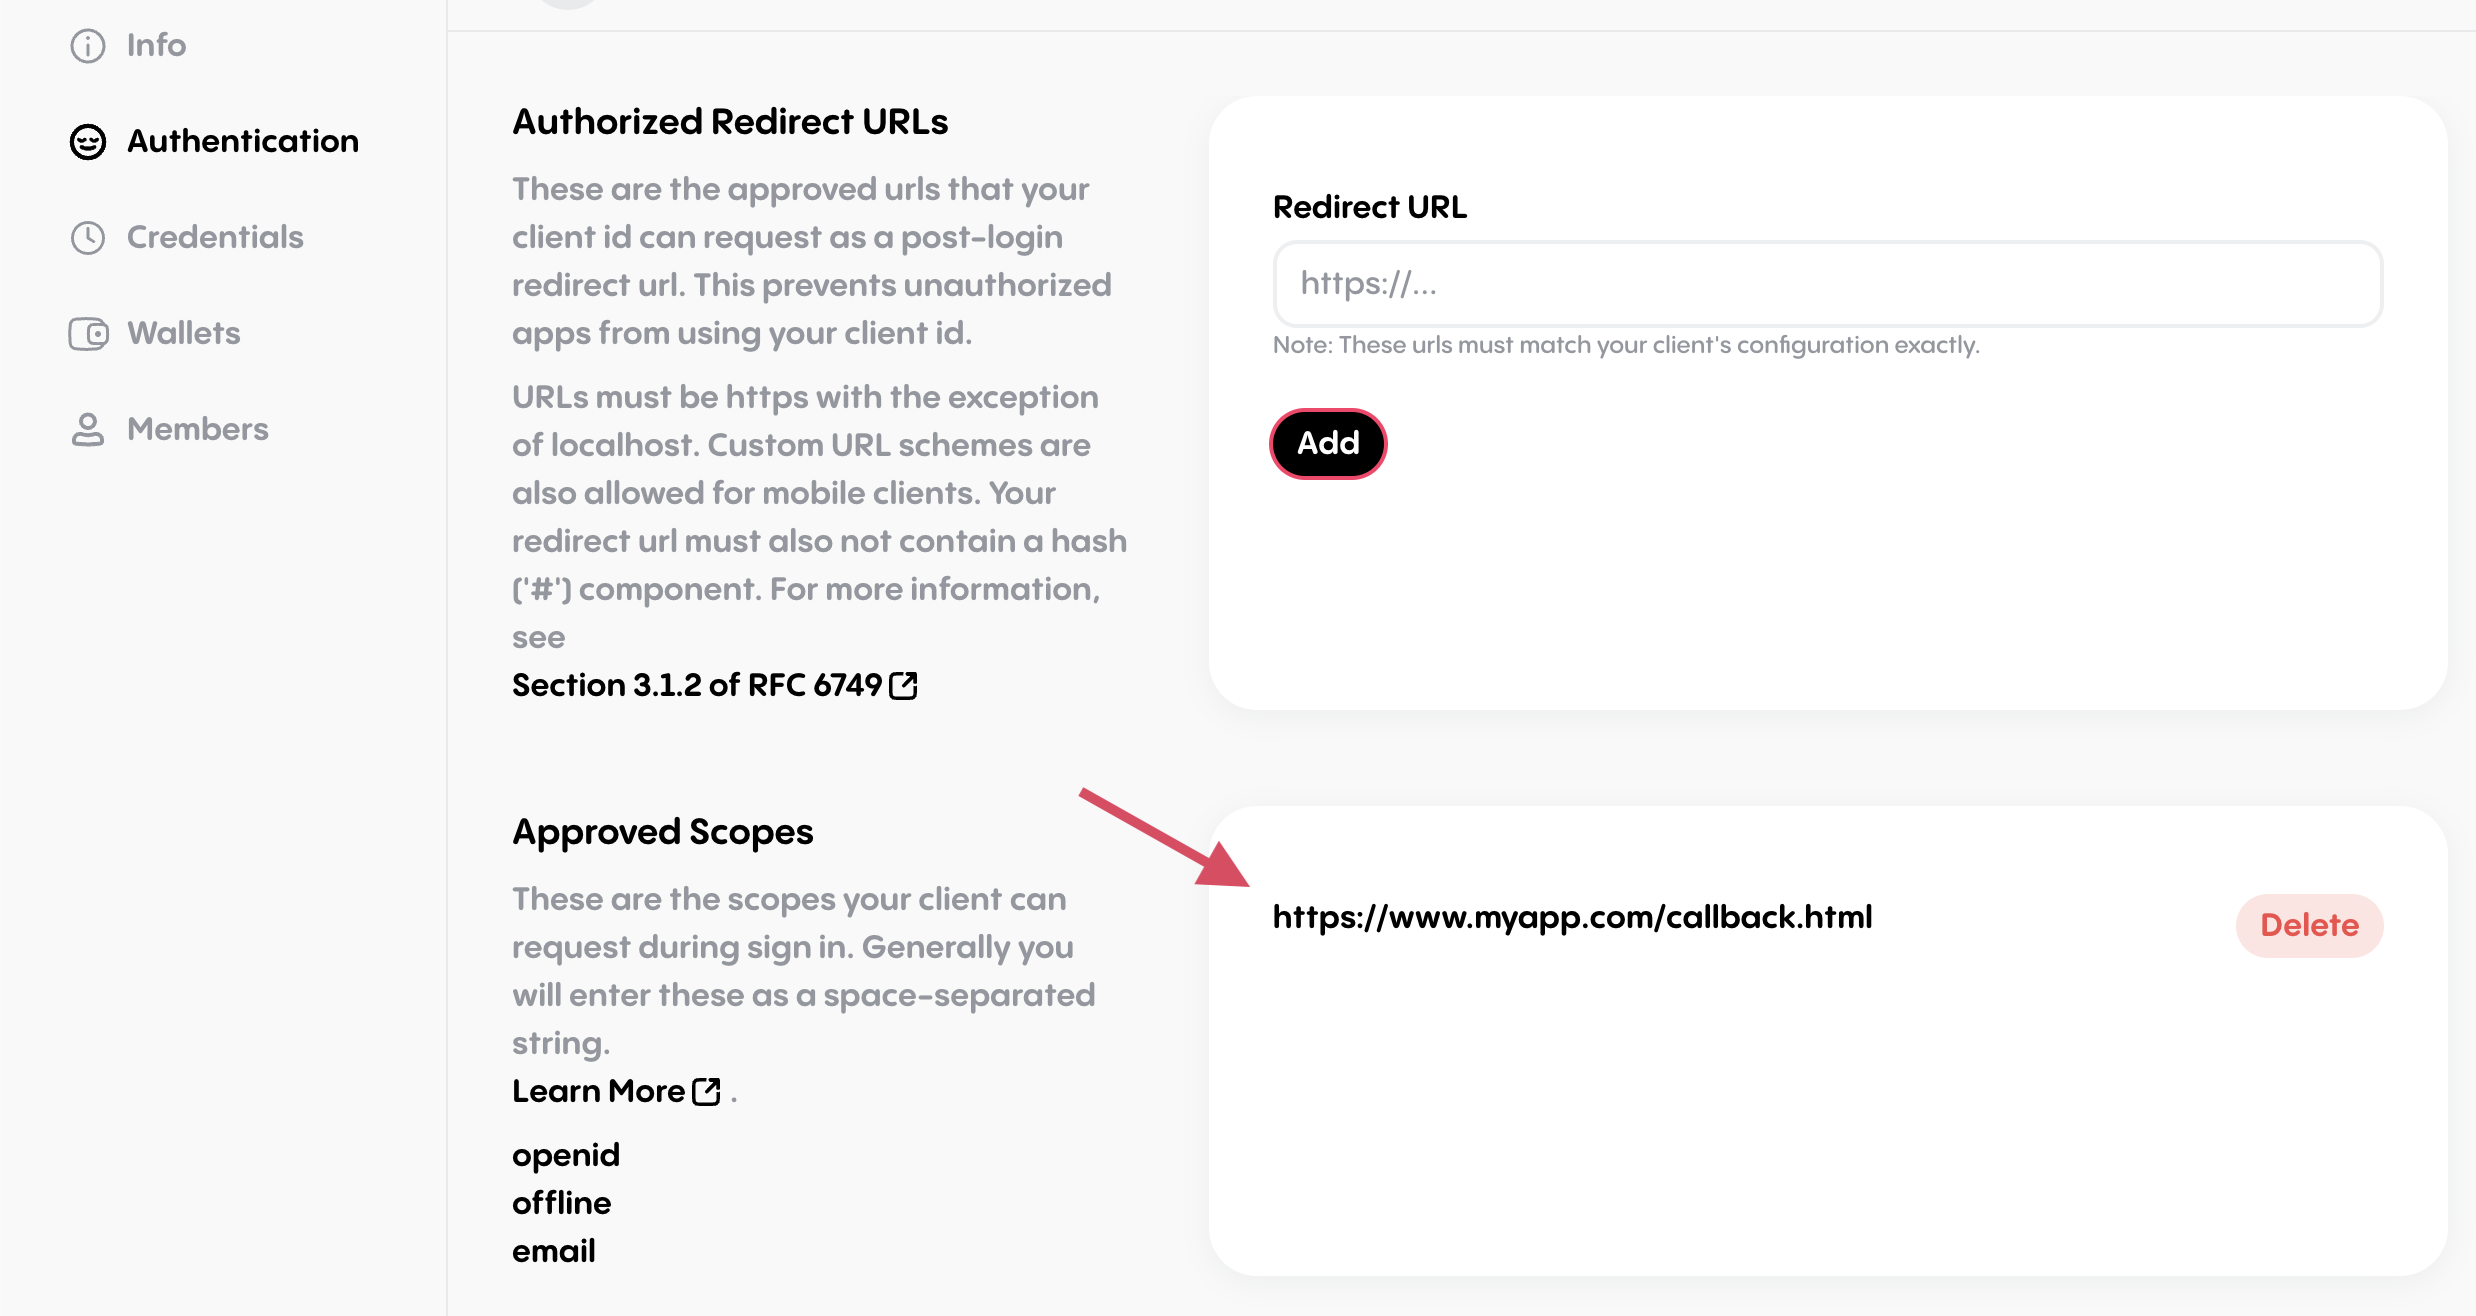 Info
Authentication
Credentials
Wallets
Members
Authorized Redirect URLs
These are the approved urls that your
client id can request as a post-login
redirect url. This prevents unauthorized
apps from using your client id.
URLs must be https with the exception
of localhost. Custom URL schemes are
also allowed for mobile clients. Your
redirect url must also not contain a hash
('#') component. For more information,
see
Section 3.1.2 of RFC 6749
Redirect URL
https://...
Note: These urls must match your client's configuration exactly.
Add
Approved Scopes
These are the scopes your client can
request during sign in. Generally you
will enter these as a space-separated
string.
Learn More .
openid
offline
email
https://www.myapp.com/callback.html
Delete